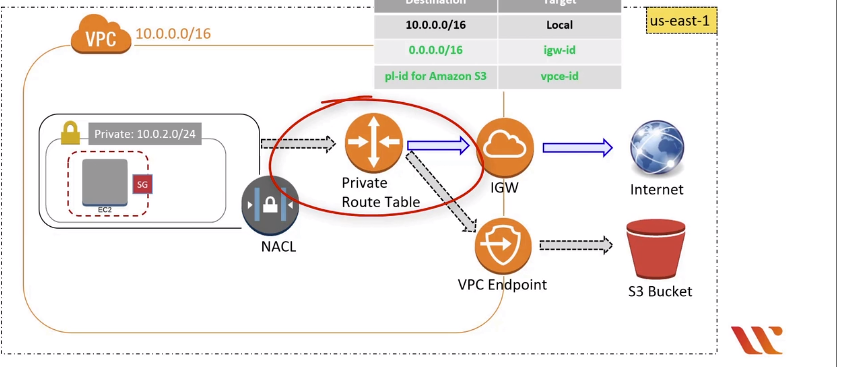 Destination Target
10.0.0.0/16 Local
0.0.0.0/16 igw-id
pl-id for Amazon S3 vpce-id
us-east-1
VPC 10.0.0.0/16
Private: 10.0.2.0/24
SG
EC2
Private
Route Table
IGW
Internet
NACL
VPC Endpoint
S3 Bucket